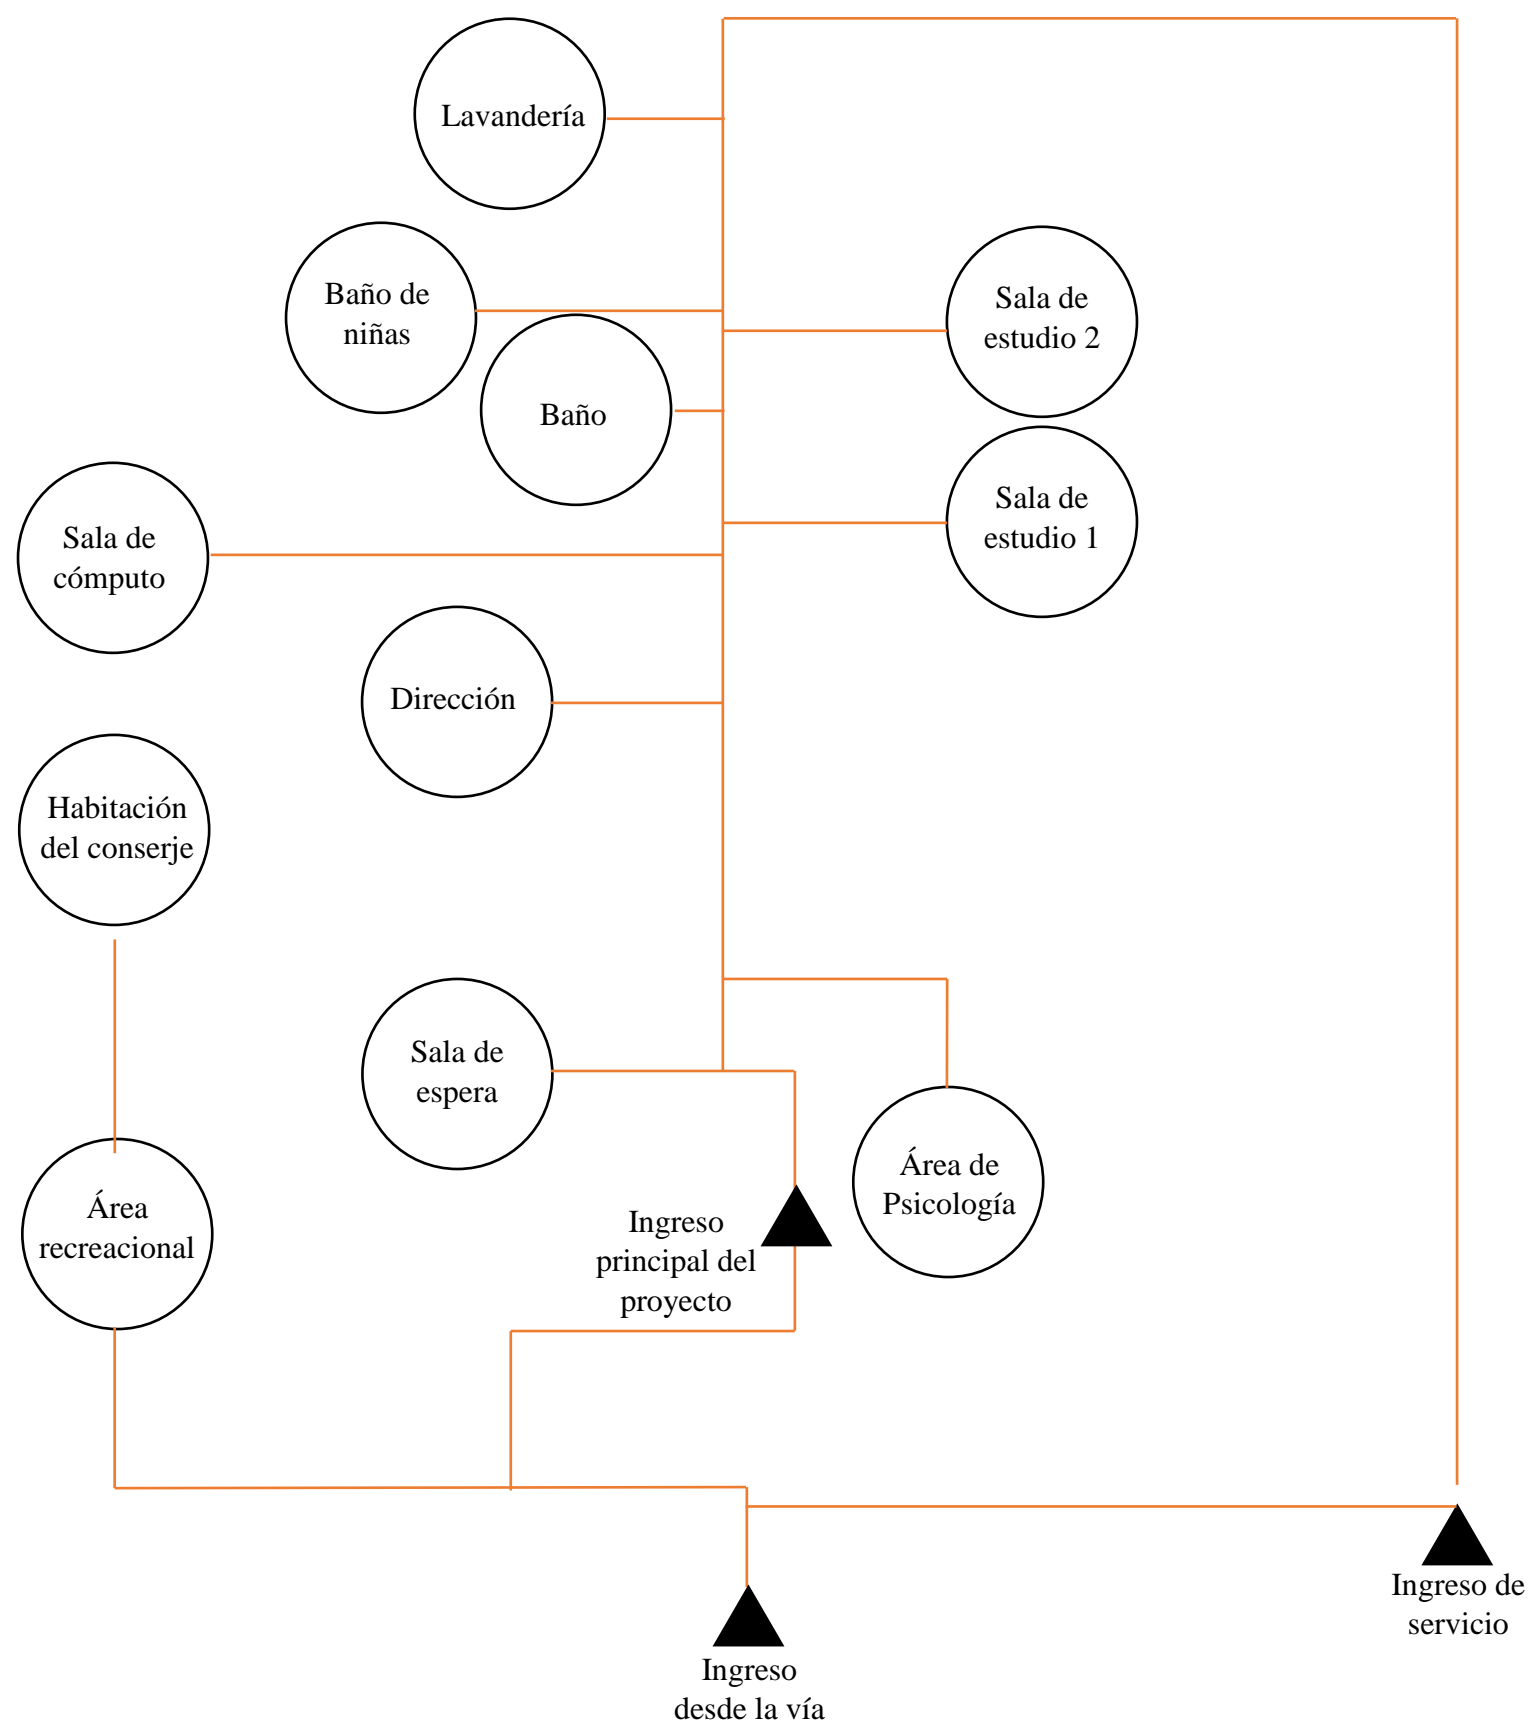 Lavandería
Baño de
niñas
Sala de
estudio 2
Baño
Sala de
estudio 1
Sala de
cómputo
Dirección
Habitación
del conserje
Sala de
espera
Área de
Psicología
Área
recreacional
Ingreso
principal del
proyecto
Ingreso de
servicio
Ingreso
desde la vía